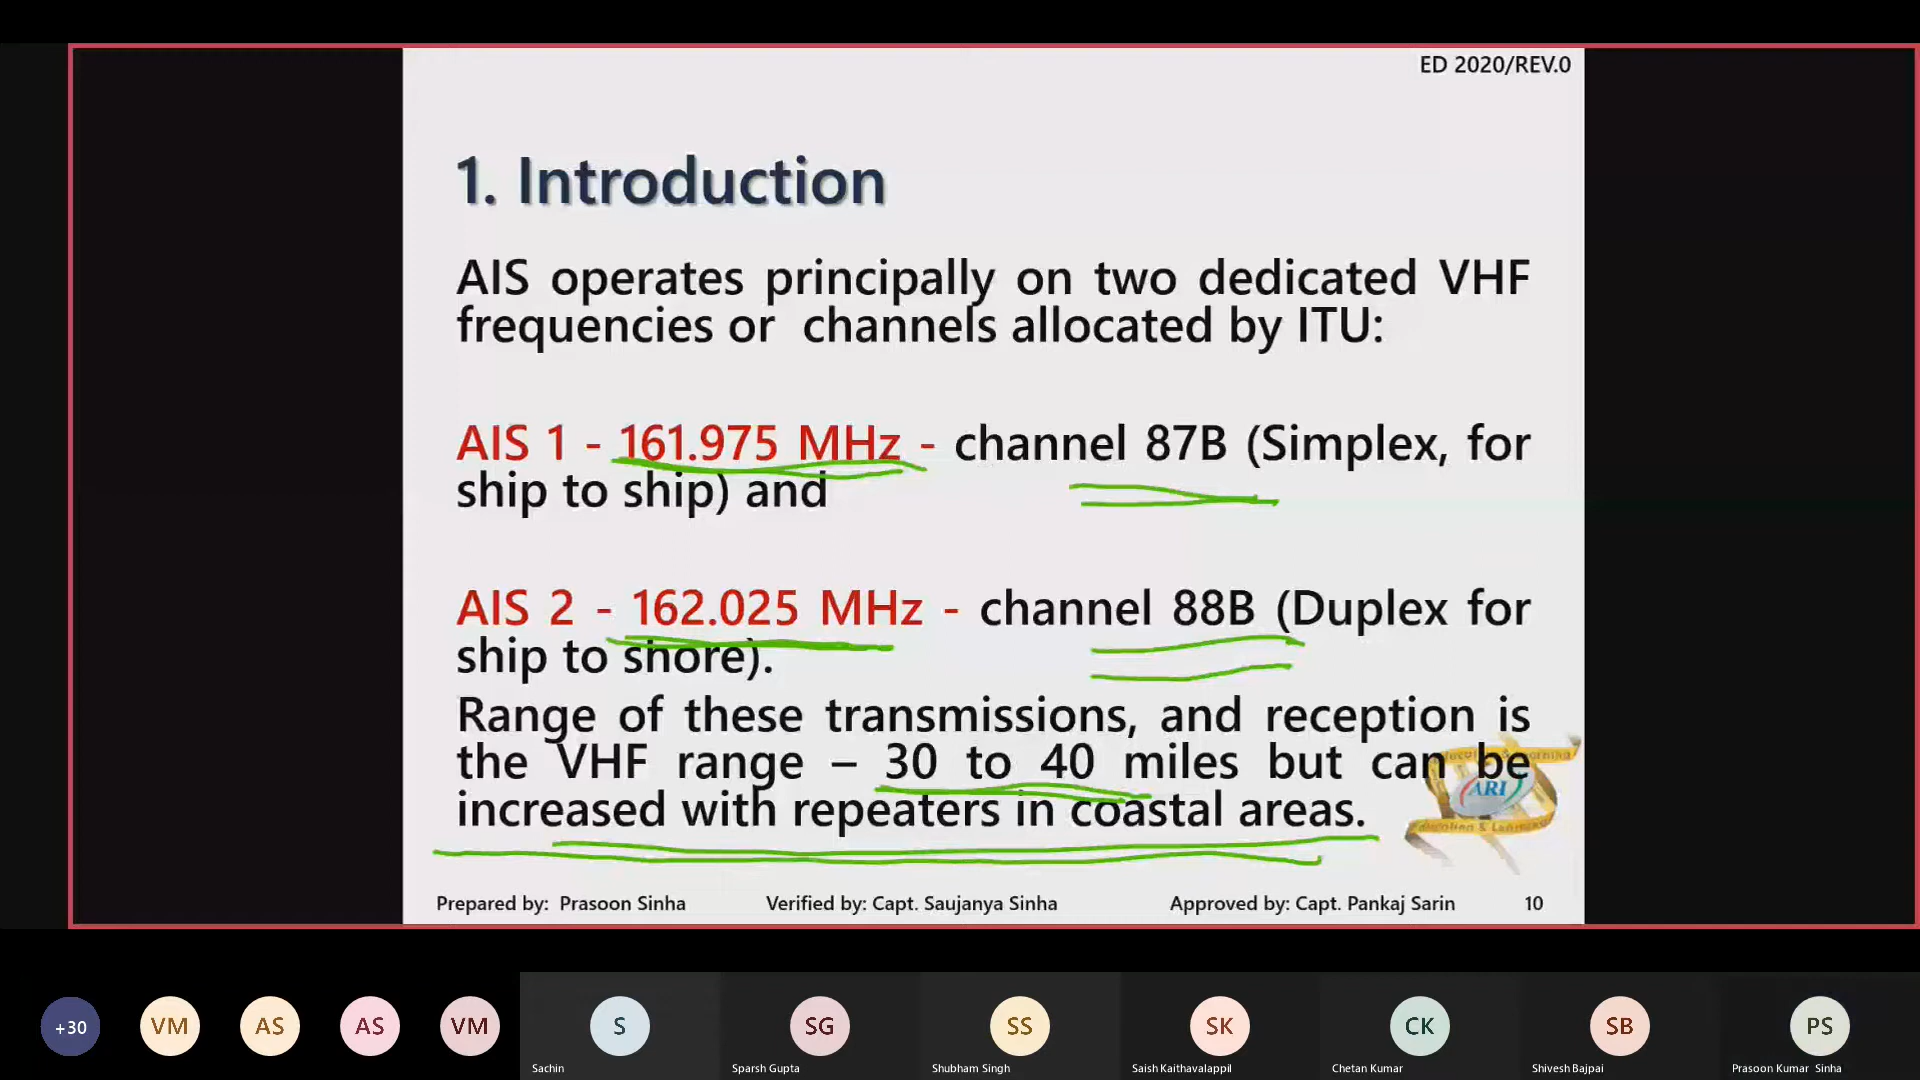 ED 2020/REV.0
1. Introduction
AIS operates principally on two dedicated VHF
frequencies or channels allocated by ITU:
AIS 1 - 161.975 MHz - channel 87B (Simplex, for
ship to ship) and
AIS 2 - 162.025 MHz - channel 88B (Duplex for
ship to shore).
Range of these transmissions, and reception is
the VHF range – 30 to 40 miles but can be
increased with repeaters in coastal areas.
ARI
Education & Learning
Prepared by: Prasoon Sinha Verified by: Capt. Saujanya Sinha Approved by: Capt. Pankaj Sarin 10
+30 VM AS AS VM S SG SS SK CK SB PS
Sachin Sparsh Gupta Shubham Singh Saish Kaithavalappil Chetan Kumar Shivesh Bajpai Prasoon Kumar Sinha